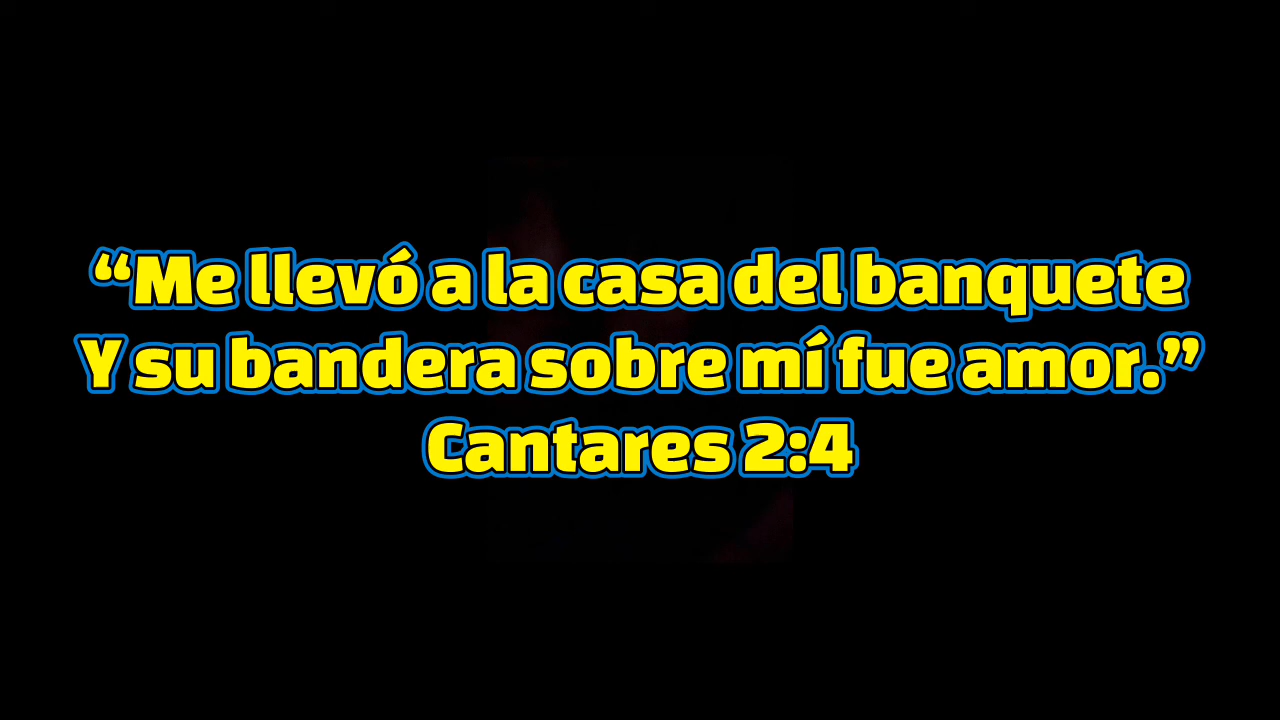 “Me llevó a la casa del banquete
Y su bandera sobre mí fue amor.”
Cantares 2:4